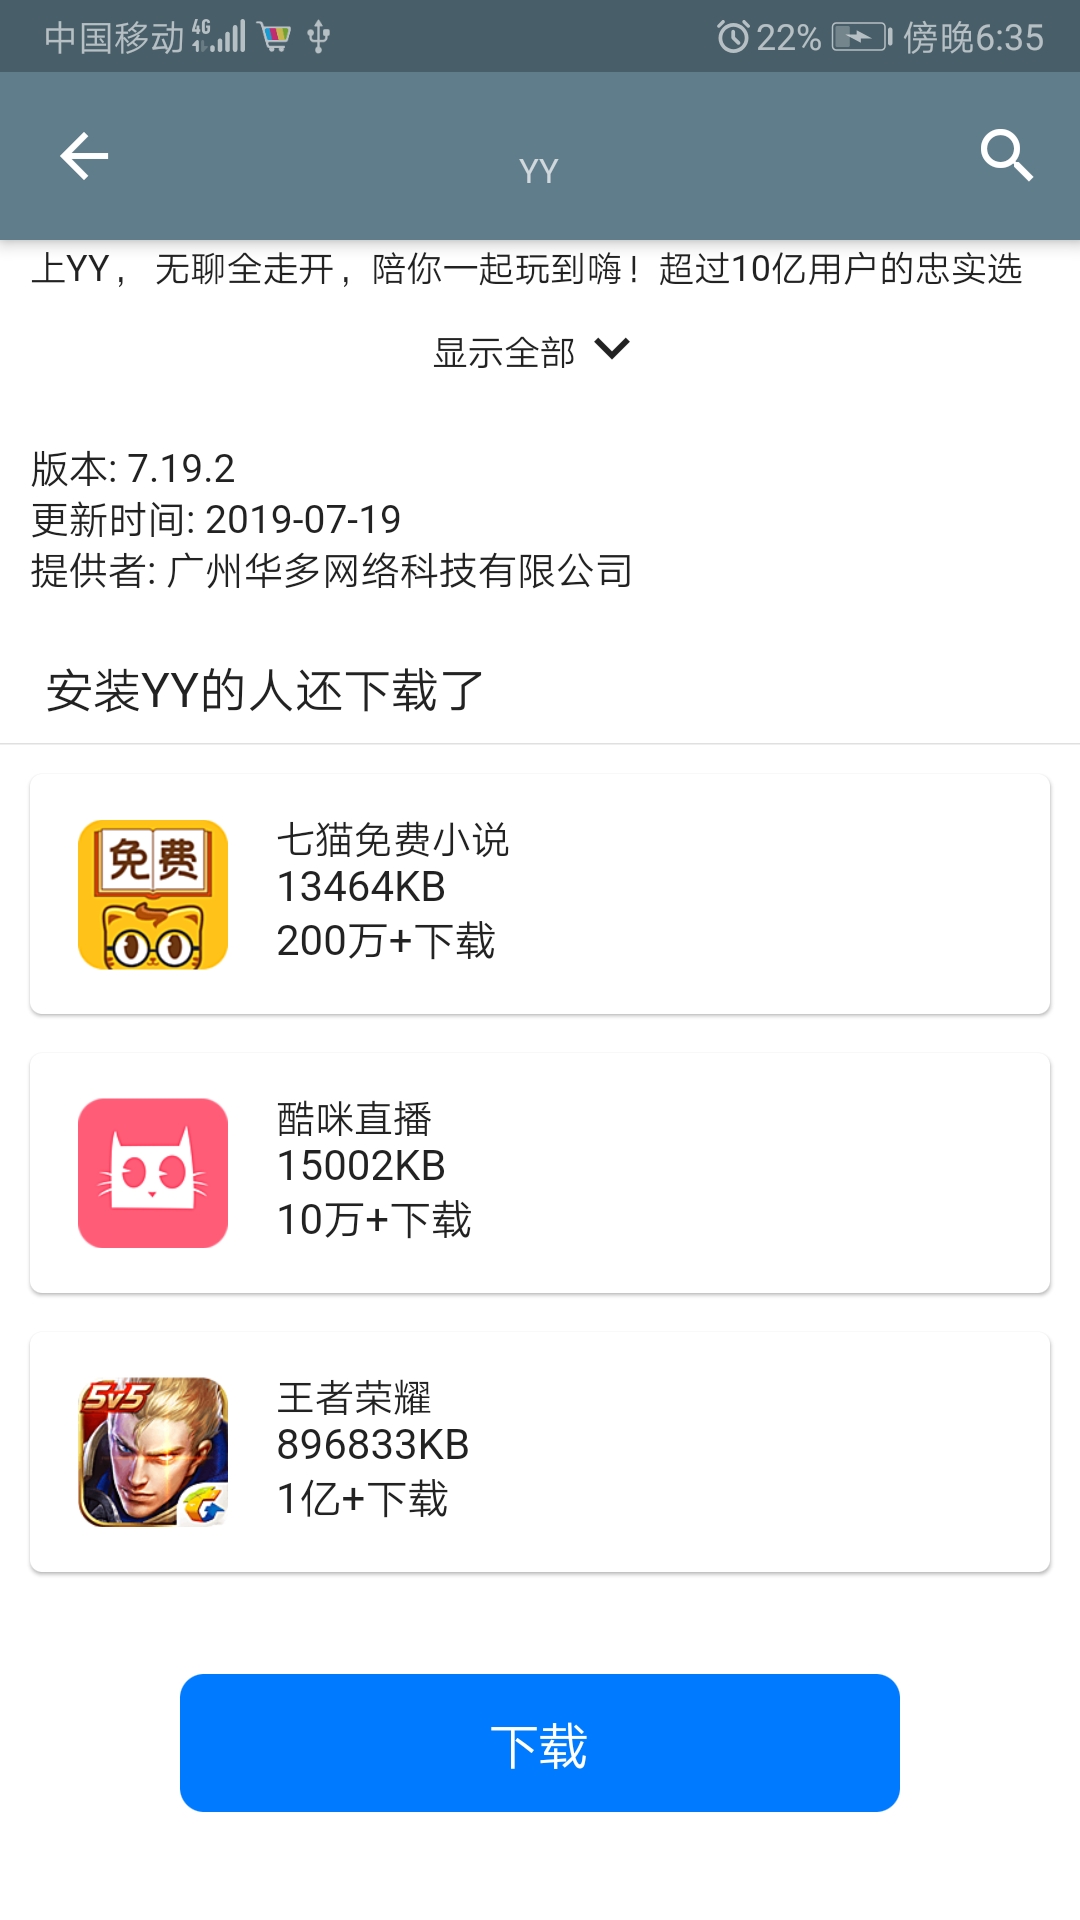 中国移动 4G 22% 傍晚6:35
YY
上YY， 无聊全走开，陪你一起玩到嗨！超过10亿用户的忠实选
显示全部
版本: 7.19.2
更新时间: 2019-07-19
提供者: 广州华多网络科技有限公司
安装YY的人还下载了
免费
七猫免费小说
13464KB
200万+下载
酷咪直播
15002KB
10万+下载
5v5
王者荣耀
896833KB
1亿+下载
下载